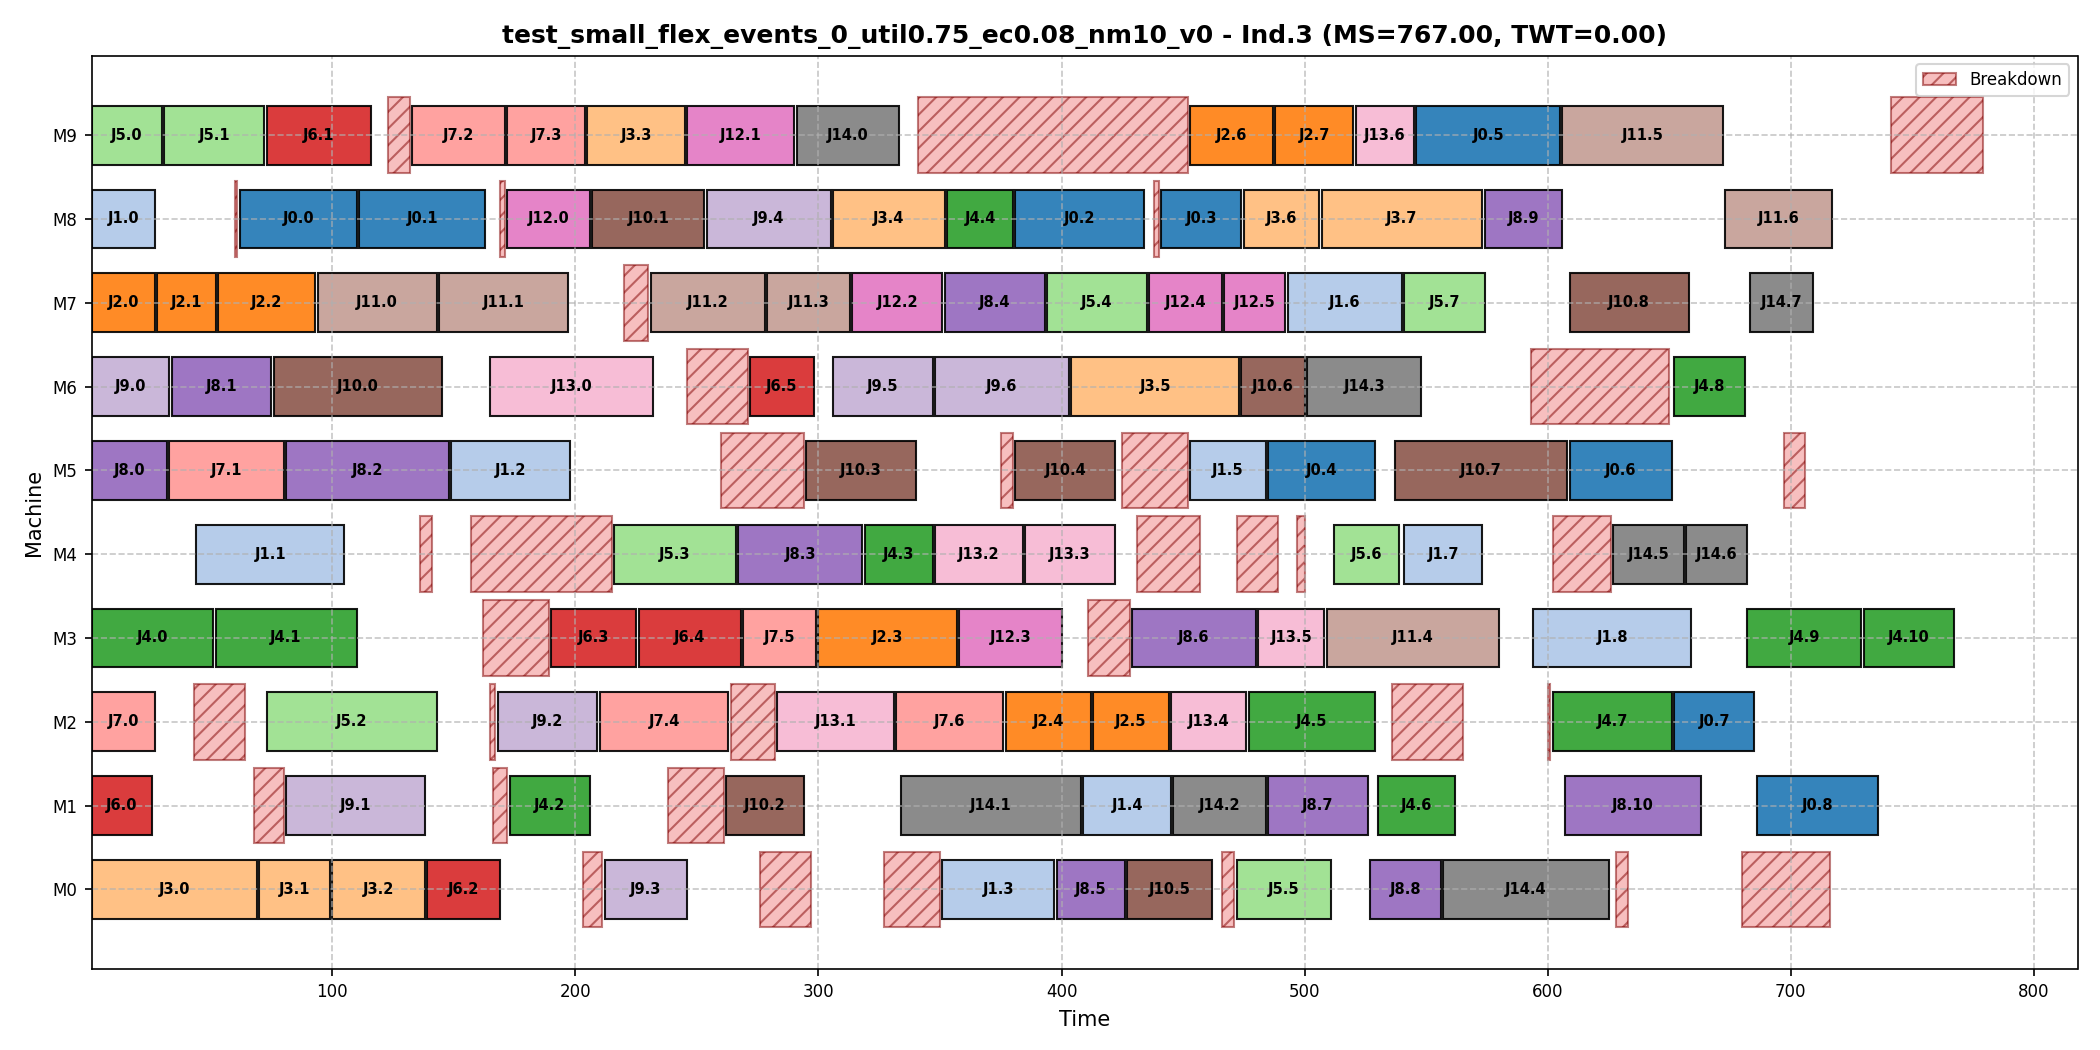 test_small_flex_events_0_util0.75_ec0.08_nm10_v0 - Ind.3 (MS=767.00, TWT=0.00)
Breakdown
M9 J5.0 J5.1 J6.1 J7.2 J7.3 J3.3 J12.1 J14.0 J2.6 J2.7 J13.6 J0.5 J11.5
M8 J1.0 J0.0 J0.1 J12.0 J10.1 J9.4 J3.4 J4.4 J0.2 J0.3 J3.6 J3.7 J8.9 J11.6
M7 J2.0 J2.1 J2.2 J11.0 J11.1 J11.2 J11.3 J12.2 J8.4 J5.4 J12.4 J12.5 J1.6 J5.7 J10.8 J14.7
M6 J9.0 J8.1 J10.0 J13.0 J6.5 J9.5 J9.6 J3.5 J10.6 J14.3 J4.8
M5 J8.0 J7.1 J8.2 J1.2 J10.3 J10.4 J1.5 J0.4 J10.7 J0.6
M4 J1.1 J5.3 J8.3 J4.3 J13.2 J13.3 J5.6 J1.7 J14.5 J14.6
M3 J4.0 J4.1 J6.3 J6.4 J7.5 J2.3 J12.3 J8.6 J13.5 J11.4 J1.8 J4.9 J4.10
M2 J7.0 J5.2 J9.2 J7.4 J13.1 J7.6 J2.4 J2.5 J13.4 J4.5 J4.7 J0.7
M1 J6.0 J9.1 J4.2 J10.2 J14.1 J1.4 J14.2 J8.7 J4.6 J8.10 J0.8
M0 J3.0 J3.1 J3.2 J6.2 J9.3 J1.3 J8.5 J10.5 J5.5 J8.8 J14.4
Machine
100 200 300 400 500 600 700 800
Time